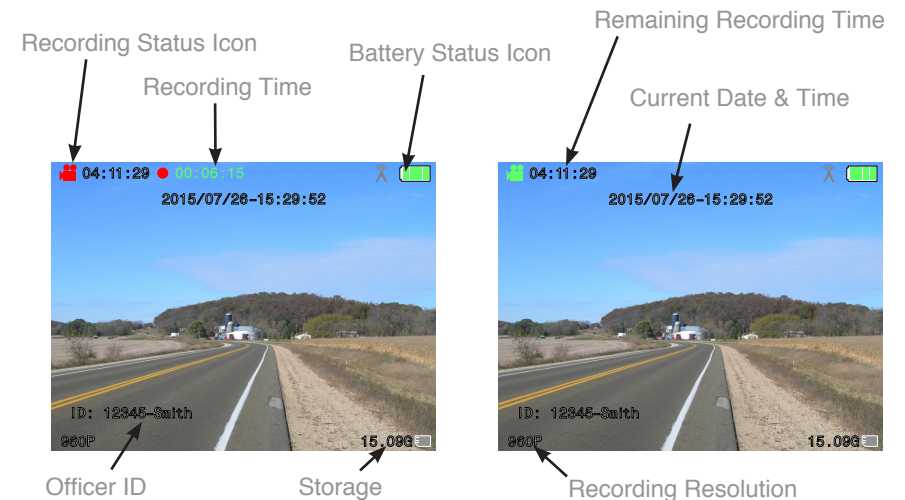 Remaining Recording Time
Recording Status Icon
Battery Status Icon
Recording Time
Current Date & Time
04:11:29 00:06:15
2015/07/26-15:29:52
ID: 12345-Smith
960P
15.09G
04:11:29
2015/07/26-15:29:52
ID: 12345-Smith
960P
15.09G
Officer ID
Storage
Recording Resolution